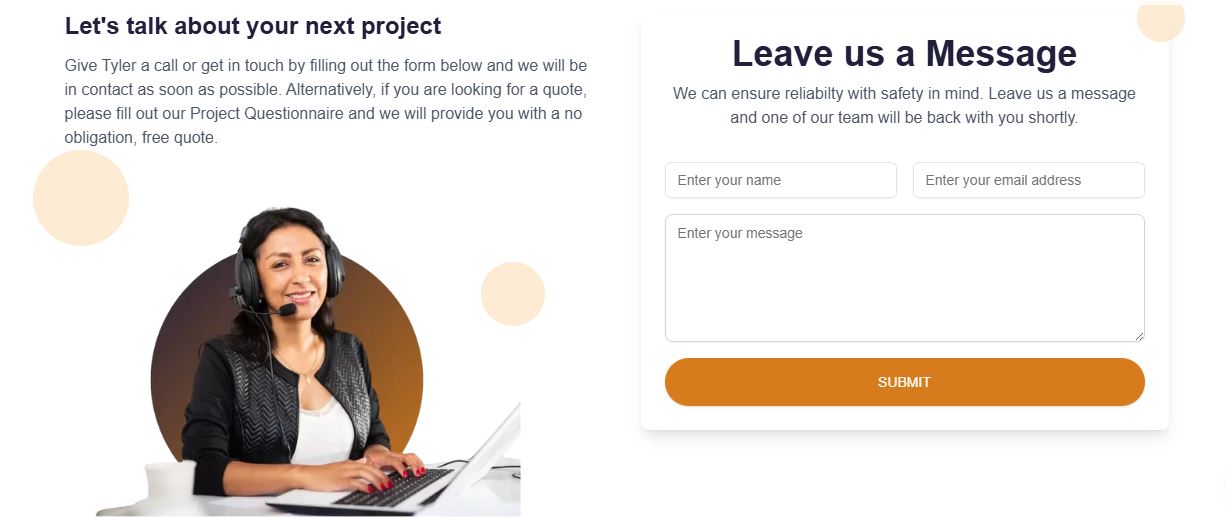 Let's talk about your next project
Give Tyler a call or get in touch by filling out the form below and we will be
in contact as soon as possible. Alternatively, if you are looking for a quote,
please fill out our Project Questionnaire and we will provide you with a no
obligation, free quote.
Leave us a Message
We can ensure reliabilty with safety in mind. Leave us a message
and one of our team will be back with you shortly.
Enter your name
Enter your email address
Enter your message
SUBMIT